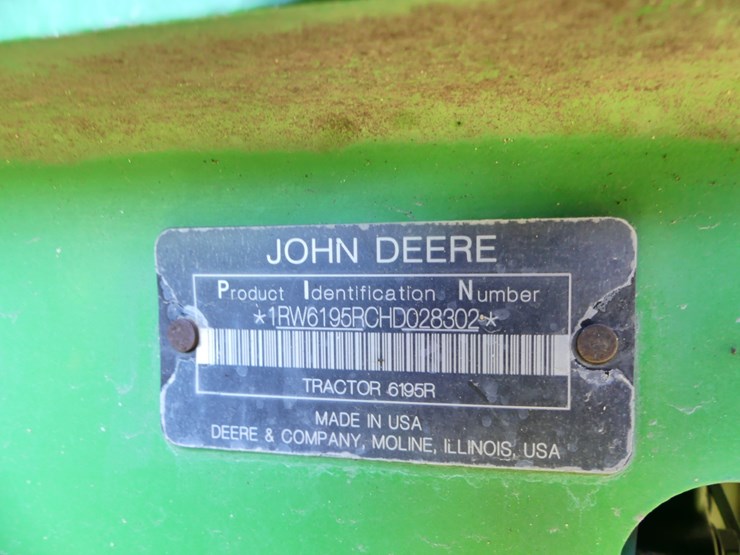 JOHN DEERE
Product Identification Number
*1RW6195RCHD028302*
TRACTOR 6195R
MADE IN USA
DEERE & COMPANY, MOLINE, ILLINOIS, USA